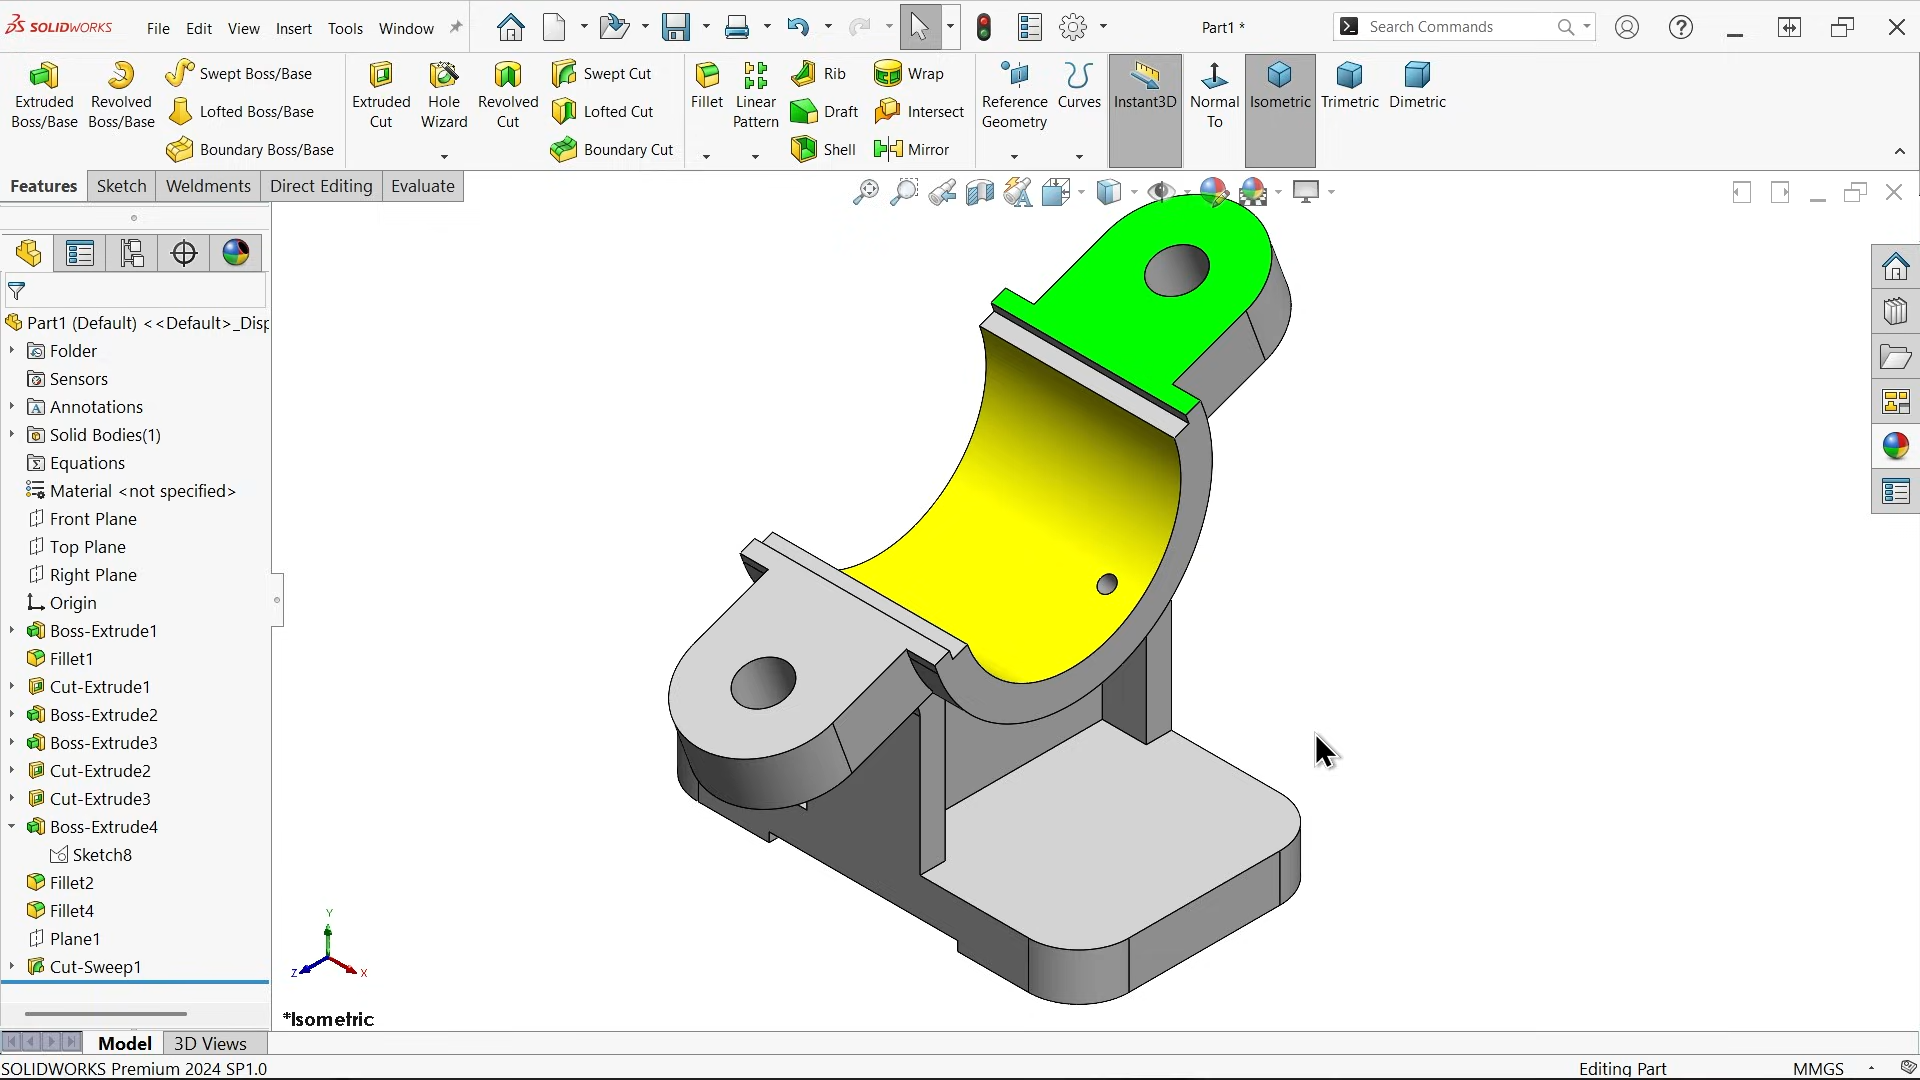 SOLIDWORKS File Edit View Insert Tools Window Part1 * Search Commands
Extruded Boss/Base
Revolved Boss/Base
Swept Boss/Base
Lofted Boss/Base
Boundary Boss/Base
Extruded Cut
Hole Wizard
Revolved Cut
Swept Cut
Lofted Cut
Boundary Cut
Fillet
Linear Pattern
Rib
Draft
Shell
Wrap
Intersect
Mirror
Reference Geometry
Curves
Instant3D
Normal To
Isometric
Trimetric
Dimetric
Features Sketch Weldments Direct Editing Evaluate
Part1 (Default) <<Default>_Disp
Folder
Sensors
Annotations
Solid Bodies(1)
Equations
Material <not specified>
Front Plane
Top Plane
Right Plane
Origin
Boss-Extrude1
Fillet1
Cut-Extrude1
Boss-Extrude2
Boss-Extrude3
Cut-Extrude2
Cut-Extrude3
Boss-Extrude4
Sketch8
Fillet2
Fillet4
Plane1
Cut-Sweep1
Y
Z X
*Isometric
Model 3D Views
SOLIDWORKS Premium 2024 SP1.0 Editing Part MMGS